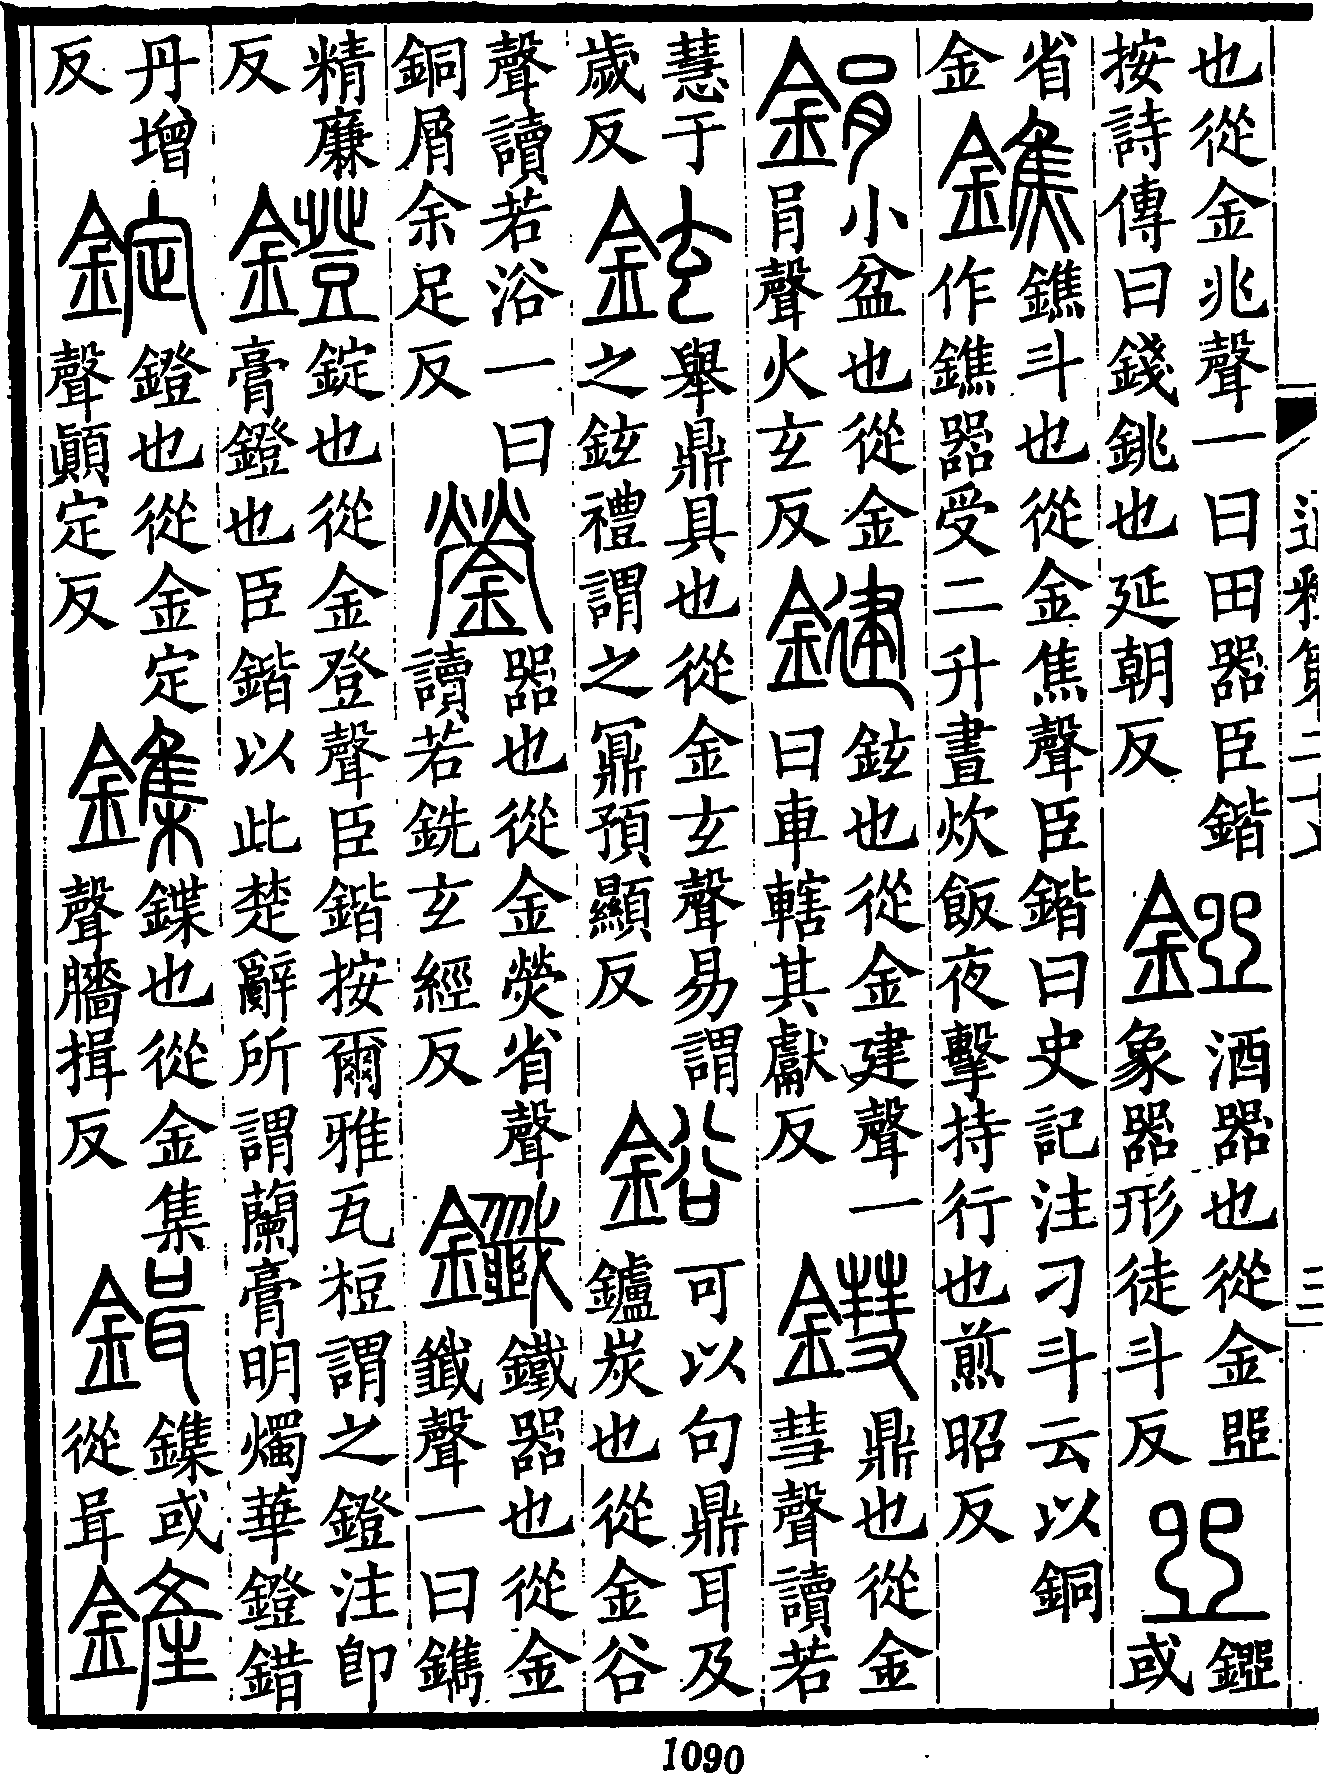 也從金兆聲一曰田器臣鍇按詩傳曰錢銚也延朝反 𨪐 酒器也從金㽅象器形徒斗反 㽅 𨪐或
省金 鐎 鐎斗也從金焦聲臣鍇曰史記注刁斗云以銅作鐎器受二升晝炊飯夜擊持行也煎昭反
鋗 小盆也從金肙聲火玄反 鍵 鉉也從金建聲一曰車轄其獻反 鏏 鼎也從金彗聲讀若
慧于歲反 鉉 舉鼎具也從金玄聲易謂之鉉禮謂之鼏預顯反 鋊 可以句鼎耳及鑪炭也從金谷
聲讀若浴一曰銅屑余足反 鎣 器也從金熒省聲讀若銑玄經反 鑯 鐵器也從金韱聲一曰鐫
精廉反 鐙 錠也從金登聲臣鍇按爾雅瓦桓謂之鐙注即膏鐙也臣鍇以此楚辭所謂蘭膏明燭華鐙錯
丹增反 錠 鐙也從金定聲顚定反 鏶 鍱也從金集聲牆揖反 鍓 鏶或從咠 鏟
1090